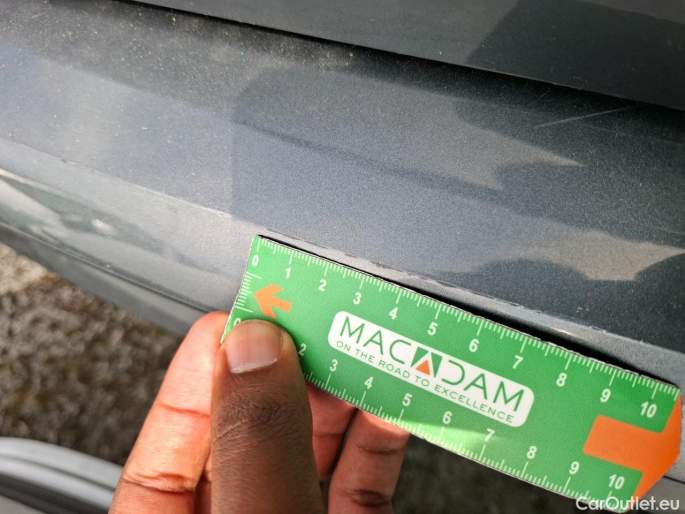 0 1 2 3 4 5 6 7 8 9 10
MACADAM
ON THE ROAD TO EXCELLENCE
0 2 3 4 5 6 7 8 9 10
CarOutlet.eu